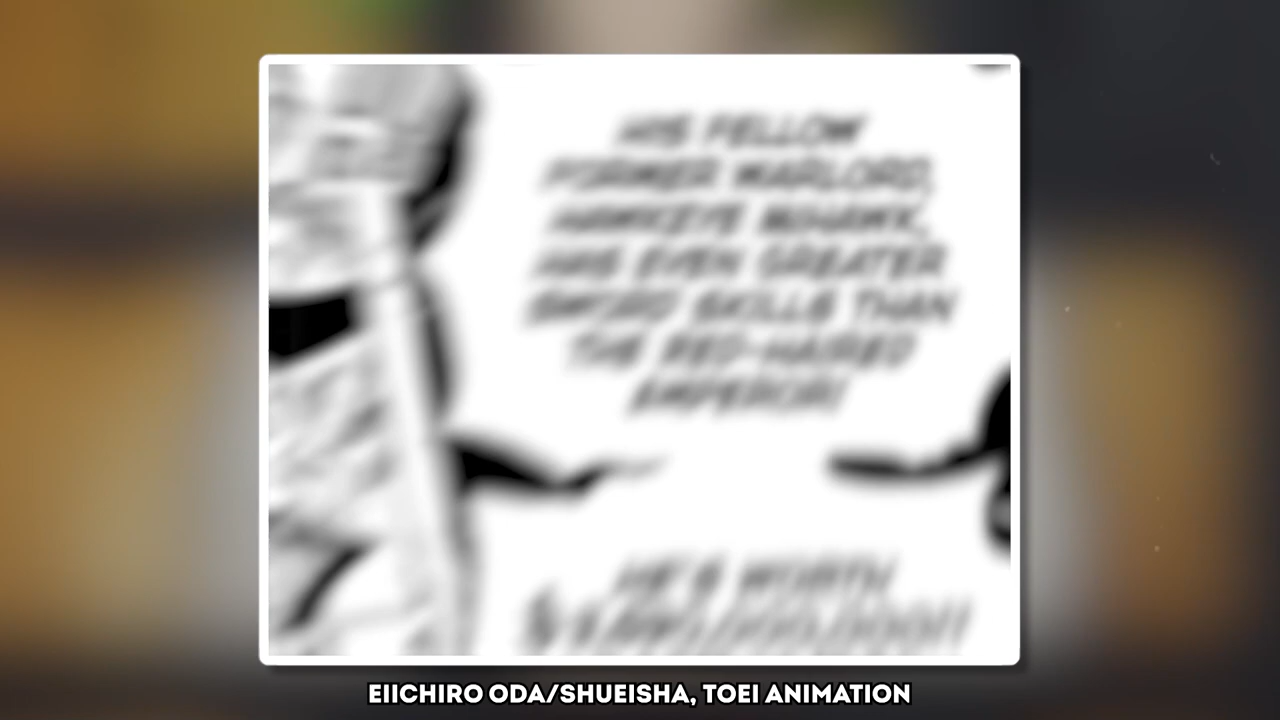 HIS FELLOW
FORMER WARLORD,
HAWKEYE MIHAWK,
HAS EVEN GREATER
SWORD SKILLS THAN
THE RED-HAIRED
EMPEROR!
HE'S WORTH
EIICHIRO ODA/SHUEISHA, TOEI ANIMATION